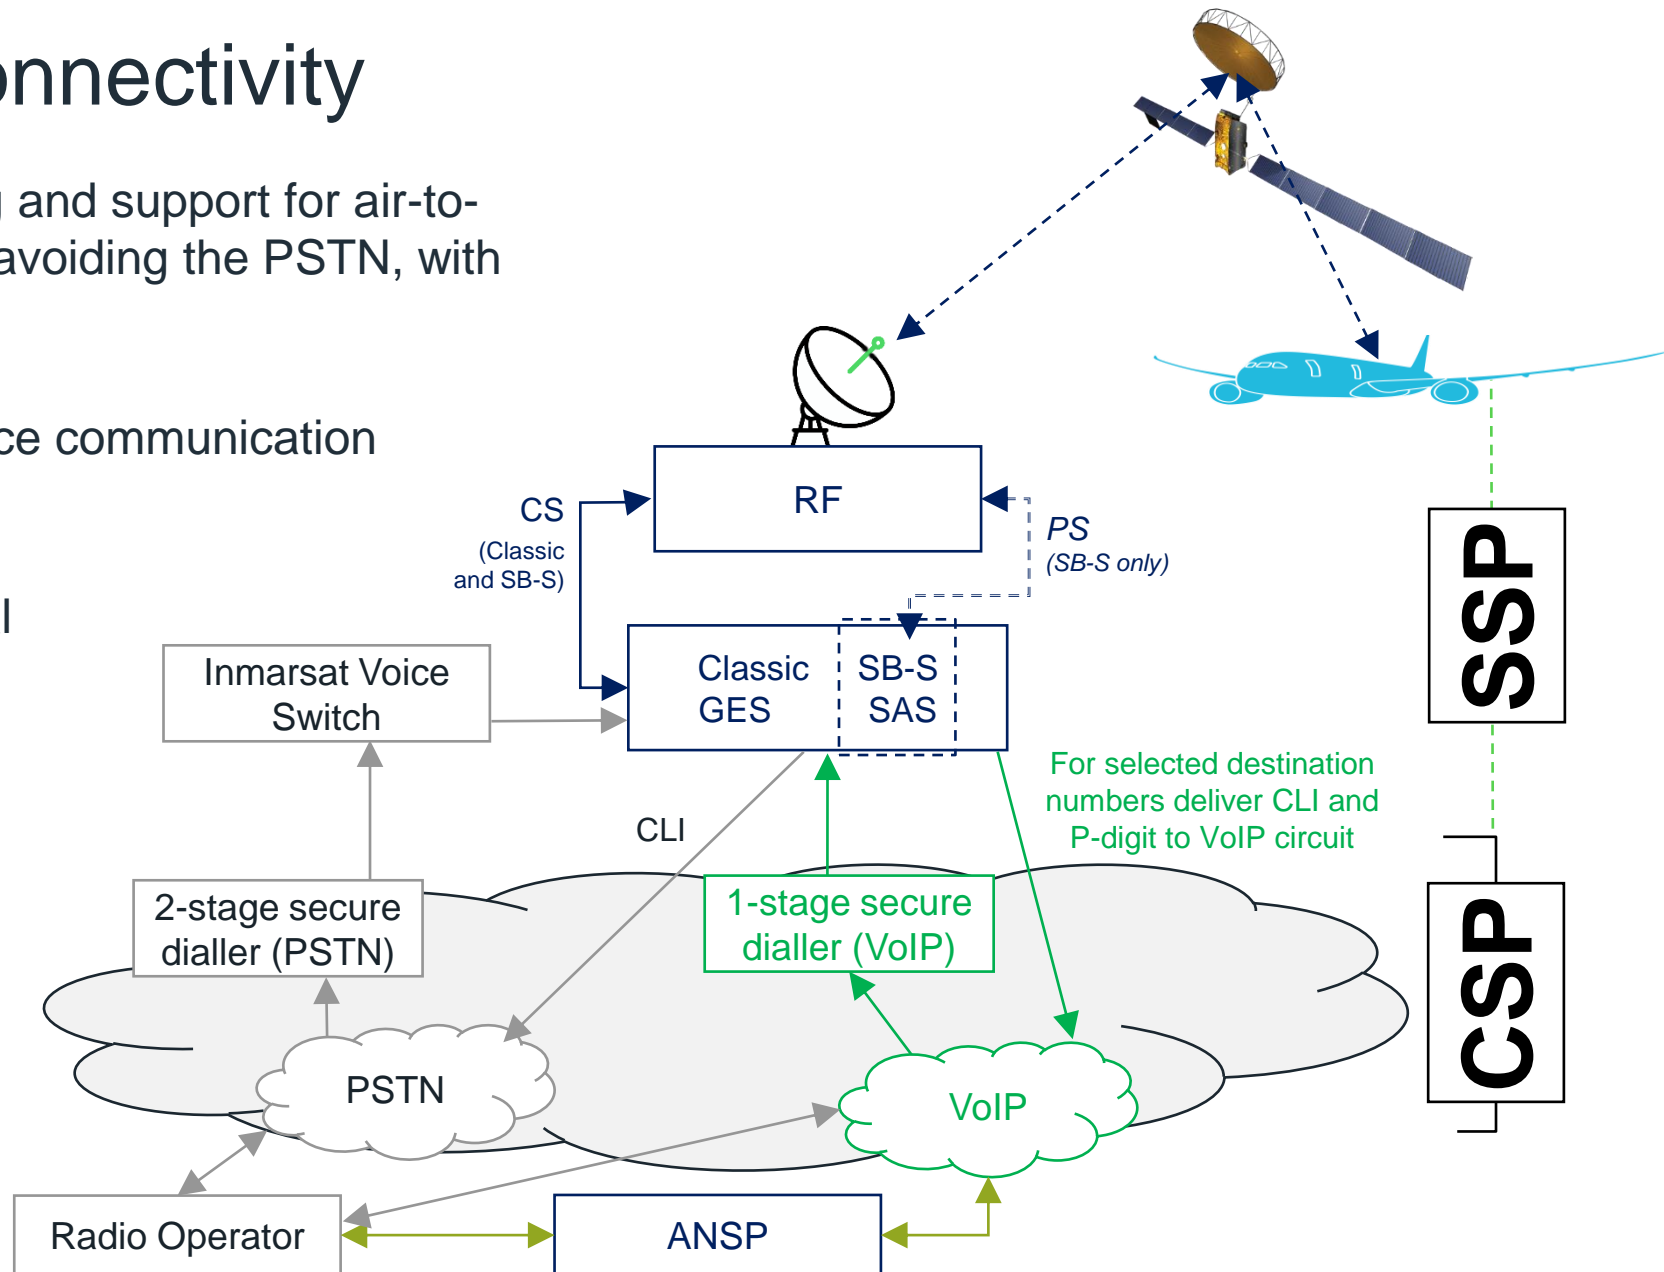 onnectivity
g and support for air-to-
avoiding the PSTN, with
ce communication
l
RF
CS
(Classic
and SB-S)
PS
(SB-S only)
Classic
GES
SB-S
SAS
Inmarsat Voice
Switch
For selected destination
numbers deliver CLI and
P-digit to VoIP circuit
CLI
2-stage secure
dialler (PSTN)
1-stage secure
dialler (VoIP)
PSTN
VoIP
Radio Operator
ANSP
SSP
CSP